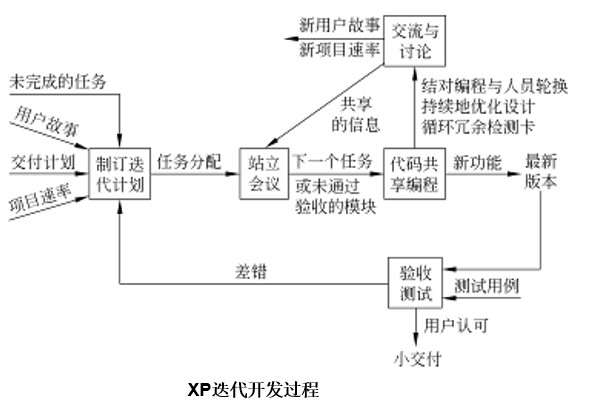 新用户故事
新项目速率
交流与
讨论
未完成的任务
用户故事
交付计划
项目速率
制订迭
代计划
任务分配
共享
的信息
站立
会议
下一个任务
或未通过
验收的模块
结对编程与人员轮换
持续地优化设计
循环冗余检测卡
代码共
享编程
新功能
最新
版本
差错
验收
测试
测试用例
用户认可
小交付
XP迭代开发过程